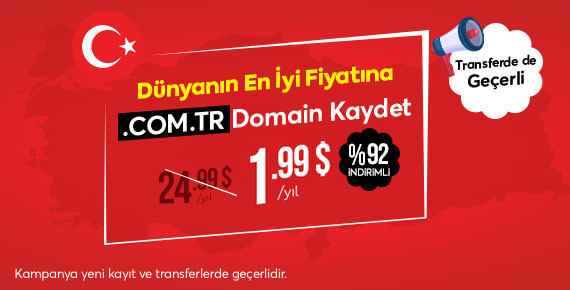 Dünyanın En İyi Fiyatına
.COM.TR Domain Kaydet
24.99 $
/yıl
1.99 $
/yıl
%92
İNDİRİMLİ
Transferde de
Geçerli
Kampanya yeni kayıt ve transferlerde geçerlidir.